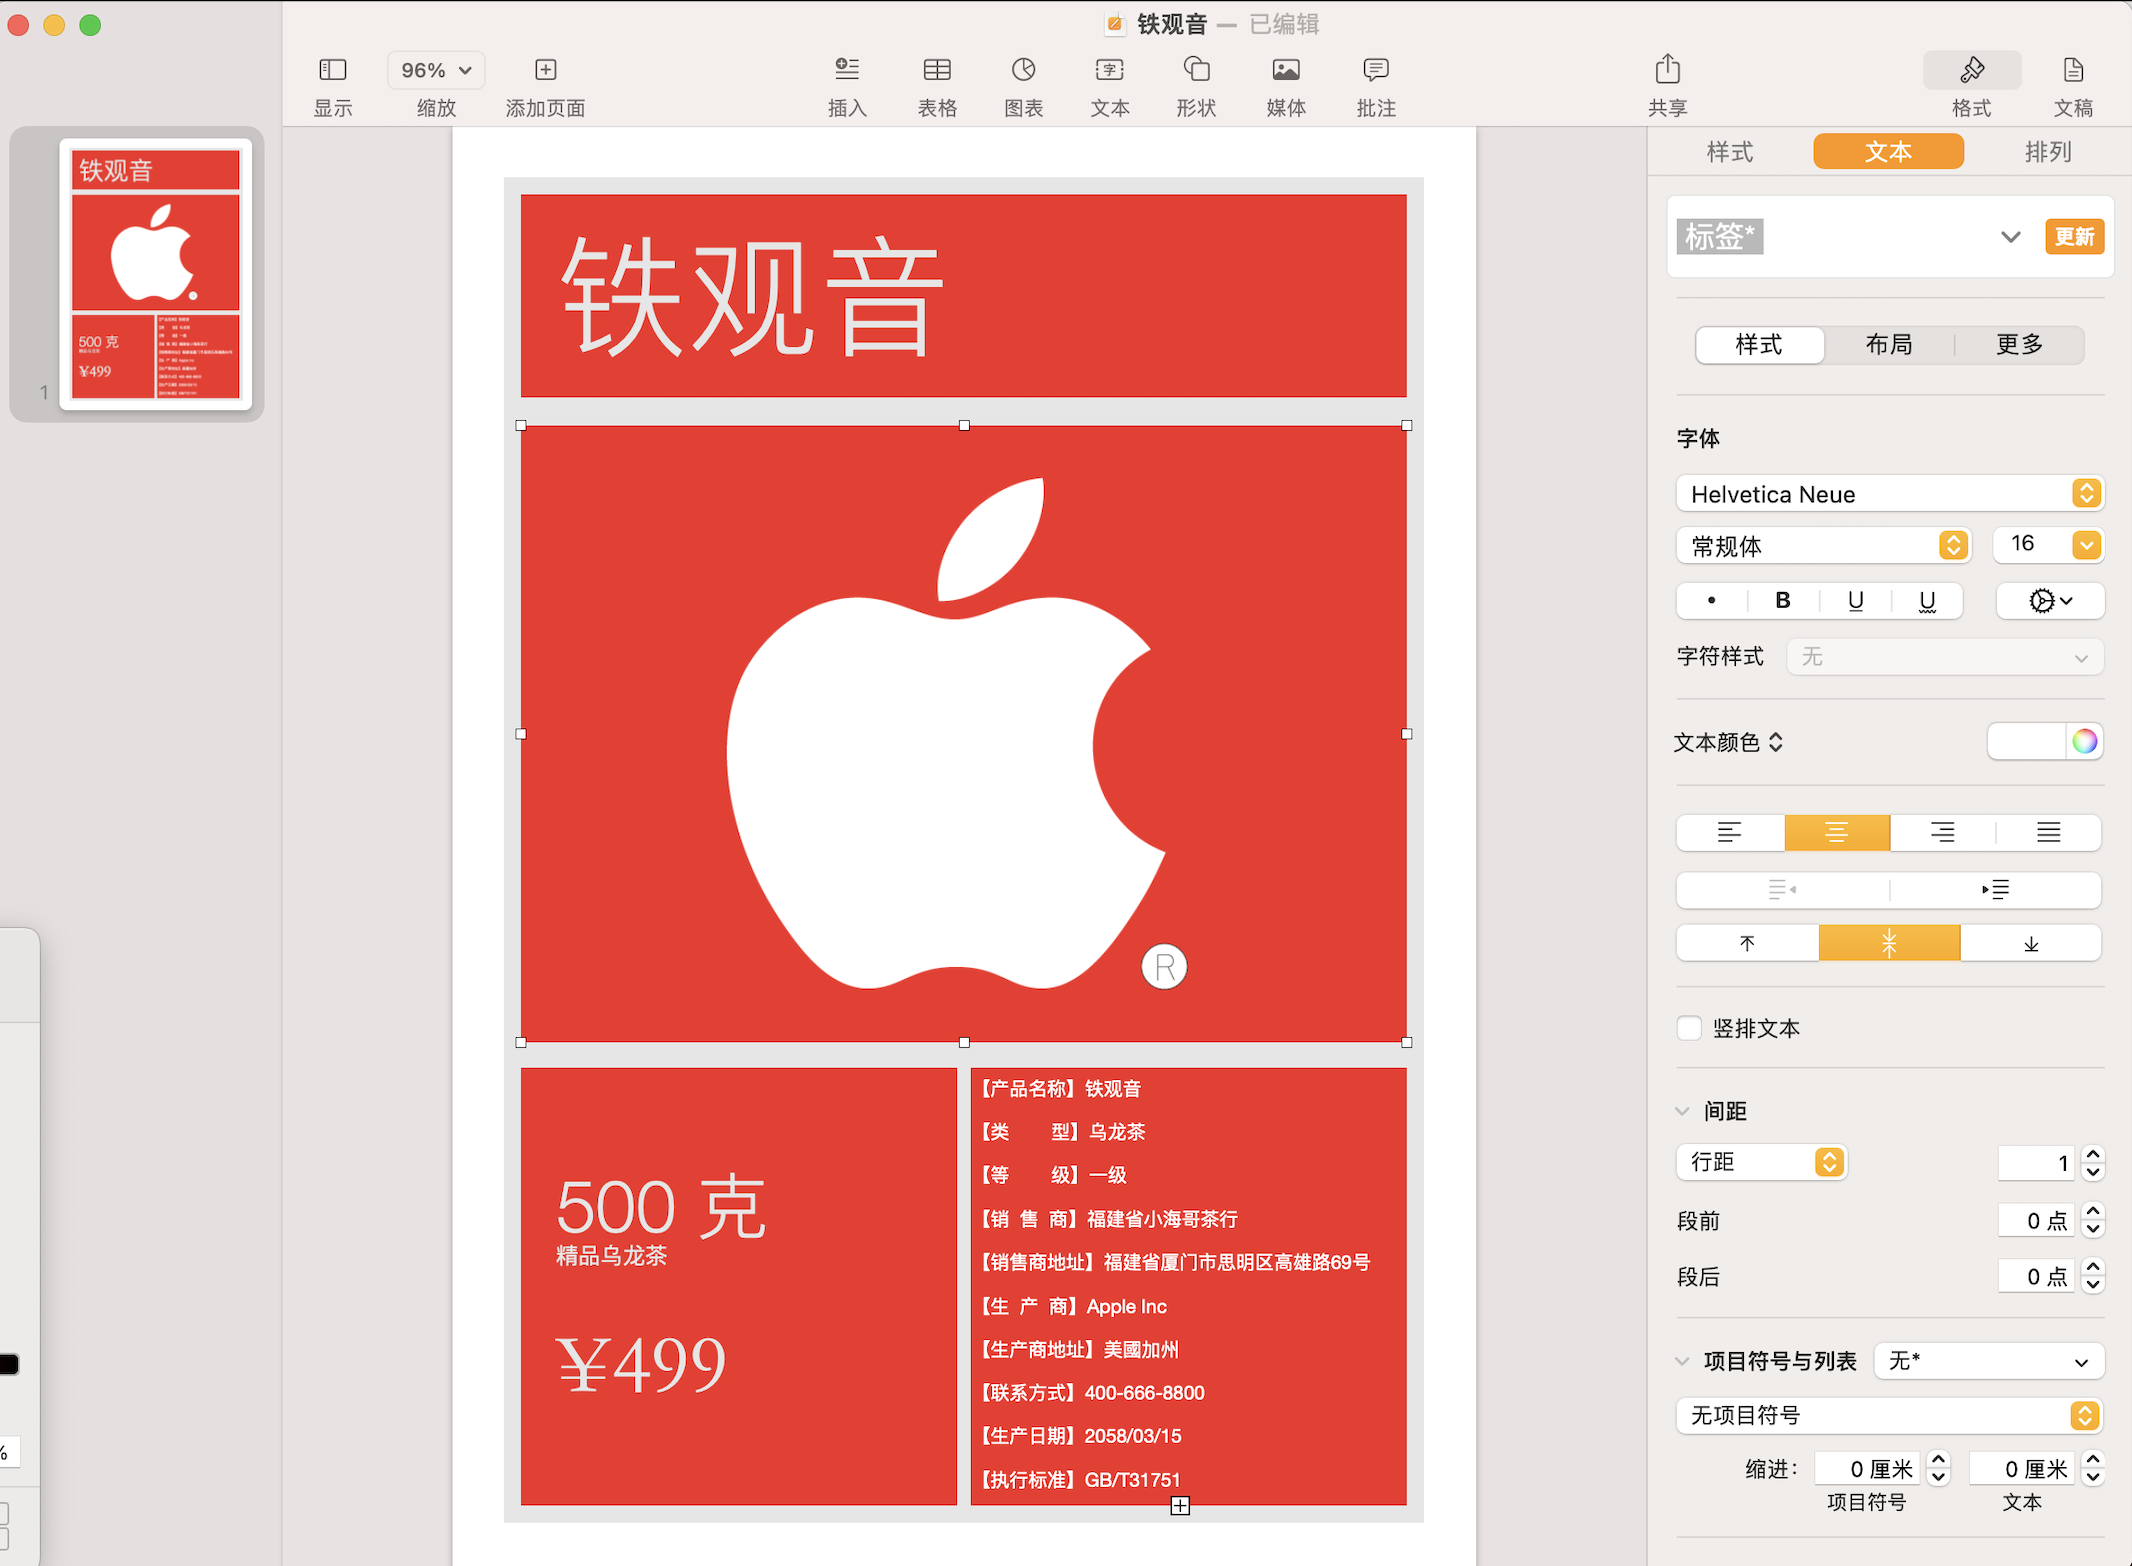 铁观音 — 已编辑
96%
显示 缩放 添加页面 插入 表格 图表 文本 形状 媒体 批注 共享 格式 文稿
铁观音
500 克
¥499
1
铁观音
R
500 克
精品乌龙茶
¥499
【产品名称】铁观音
【类 型】乌龙茶
【等 级】一级
【销 售 商】福建省小海哥茶行
【销售商地址】福建省厦门市思明区高雄路69号
【生 产 商】Apple Inc
【生产商地址】美國加州
【联系方式】400-666-8800
【生产日期】2058/03/15
【执行标准】GB/T31751
样式 文本 排列
标签* 更新
样式 布局 更多
字体
Helvetica Neue
常规体 16
B U U
字符样式 无
文本颜色
竖排文本
间距
行距 1
段前 0 点
段后 0 点
项目符号与列表 无*
无项目符号
缩进： 0 厘米 0 厘米
项目符号 文本
%